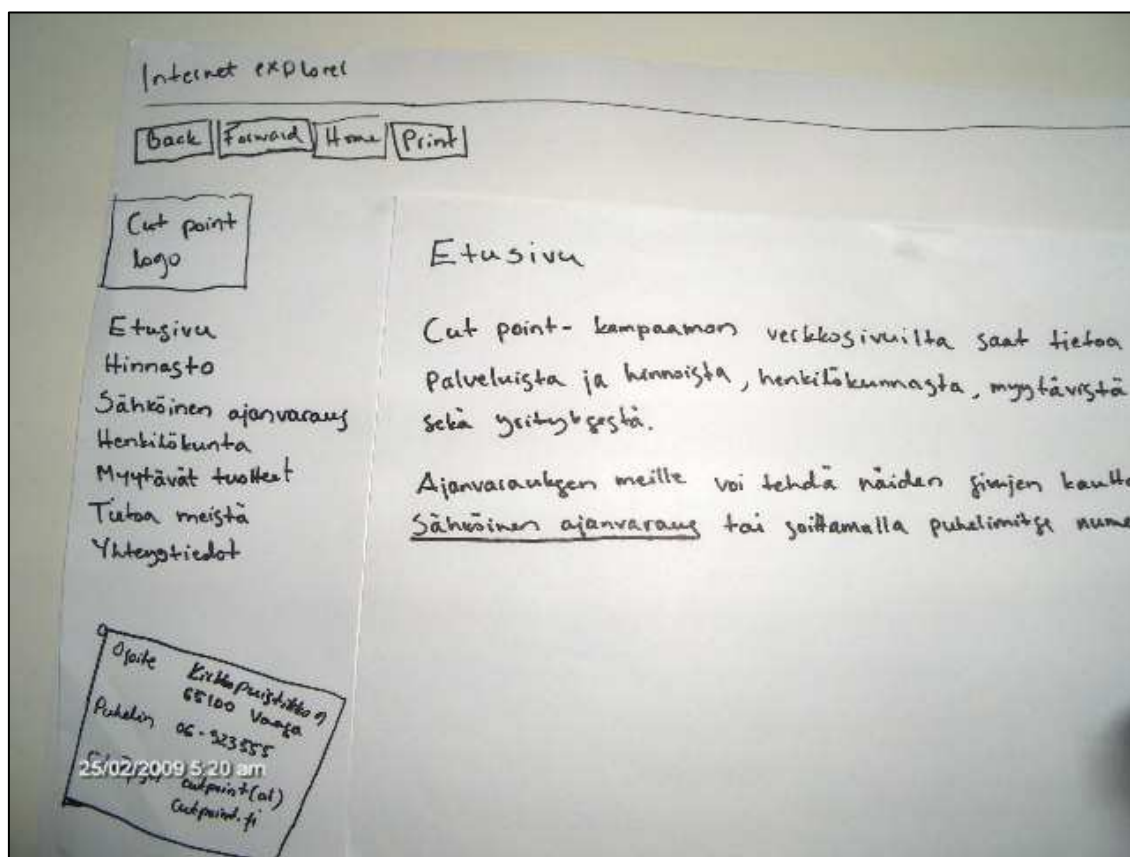 Internet explorer
Back Forward Home Print
Cut point
logo
Etusivu
Hinnasto
Sähköinen ajanvaraus
Henkilökunta
Myytävät tuotteet
Tietoa meistä
Yhteystiedot
Etusivu
Cut point- kampaamon verkkosivuilta saat tietoa
Palveluista ja hinnoista, henkilökunnasta, myytävistä
sekä yrityksestä.
Ajanvarauksen meille voi tehdä näiden sivujen kautta
Sähköinen ajanvaraus tai soittamalla puhelimitse nume
Osoite Kirkkopuistikko
65100 Vaasa
Puhelin 06-323555
cutpoint(at)
cutpoint.fi
25/02/2009 5:20 am